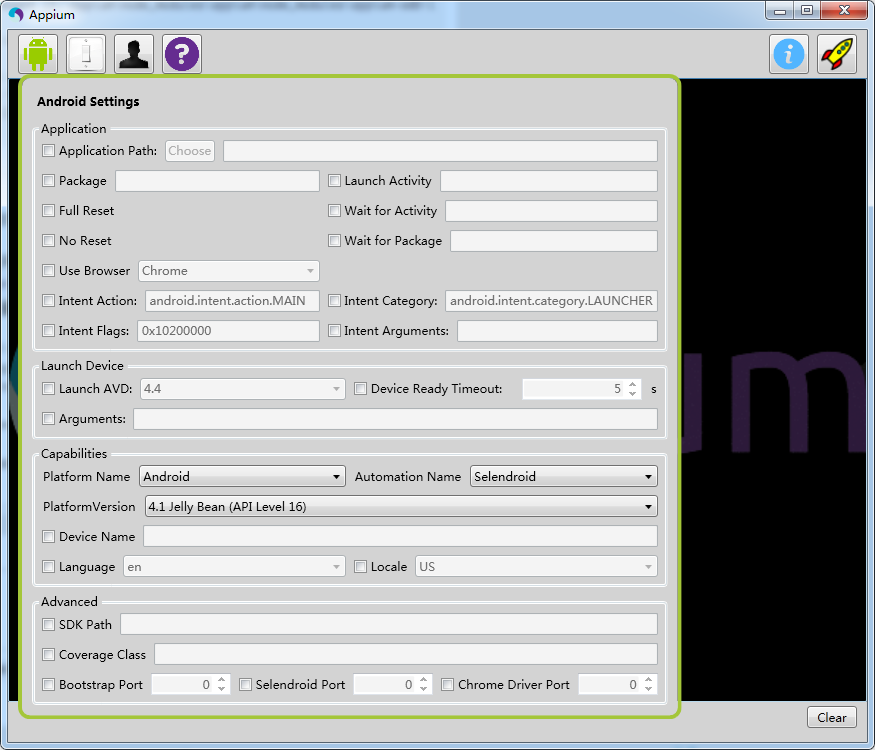 Appium
Android Settings
Application
Application Path: Choose
Package Launch Activity
Full Reset Wait for Activity
No Reset Wait for Package
Use Browser Chrome
Intent Action: android.intent.action.MAIN Intent Category: android.intent.category.LAUNCHER
Intent Flags: 0x10200000 Intent Arguments:
Launch Device
Launch AVD: 4.4 Device Ready Timeout: 5 s
Arguments:
Capabilities
Platform Name Android Automation Name Selendroid
PlatformVersion 4.1 Jelly Bean (API Level 16)
Device Name
Language en Locale US
Advanced
SDK Path
Coverage Class
Bootstrap Port 0 Selendroid Port 0 Chrome Driver Port 0
um
Clear